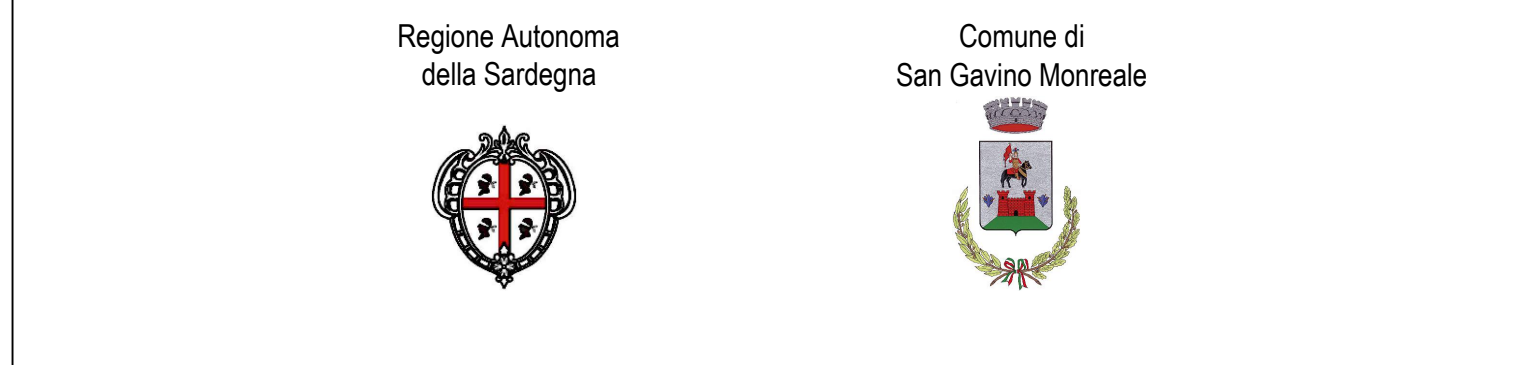 Regione Autonoma
della Sardegna
Comune di
San Gavino Monreale